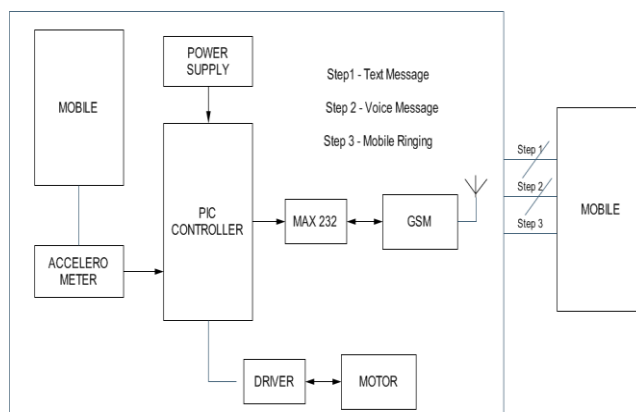 POWER
SUPPLY
Step1 - Text Message
MOBILE
Step 2 - Voice Message
Step 3 - Mobile Ringing
Step 1
Step 2
Step 3
MOBILE
PIC
CONTROLLER
MAX 232
GSM
ACCELERO
METER
DRIVER
MOTOR